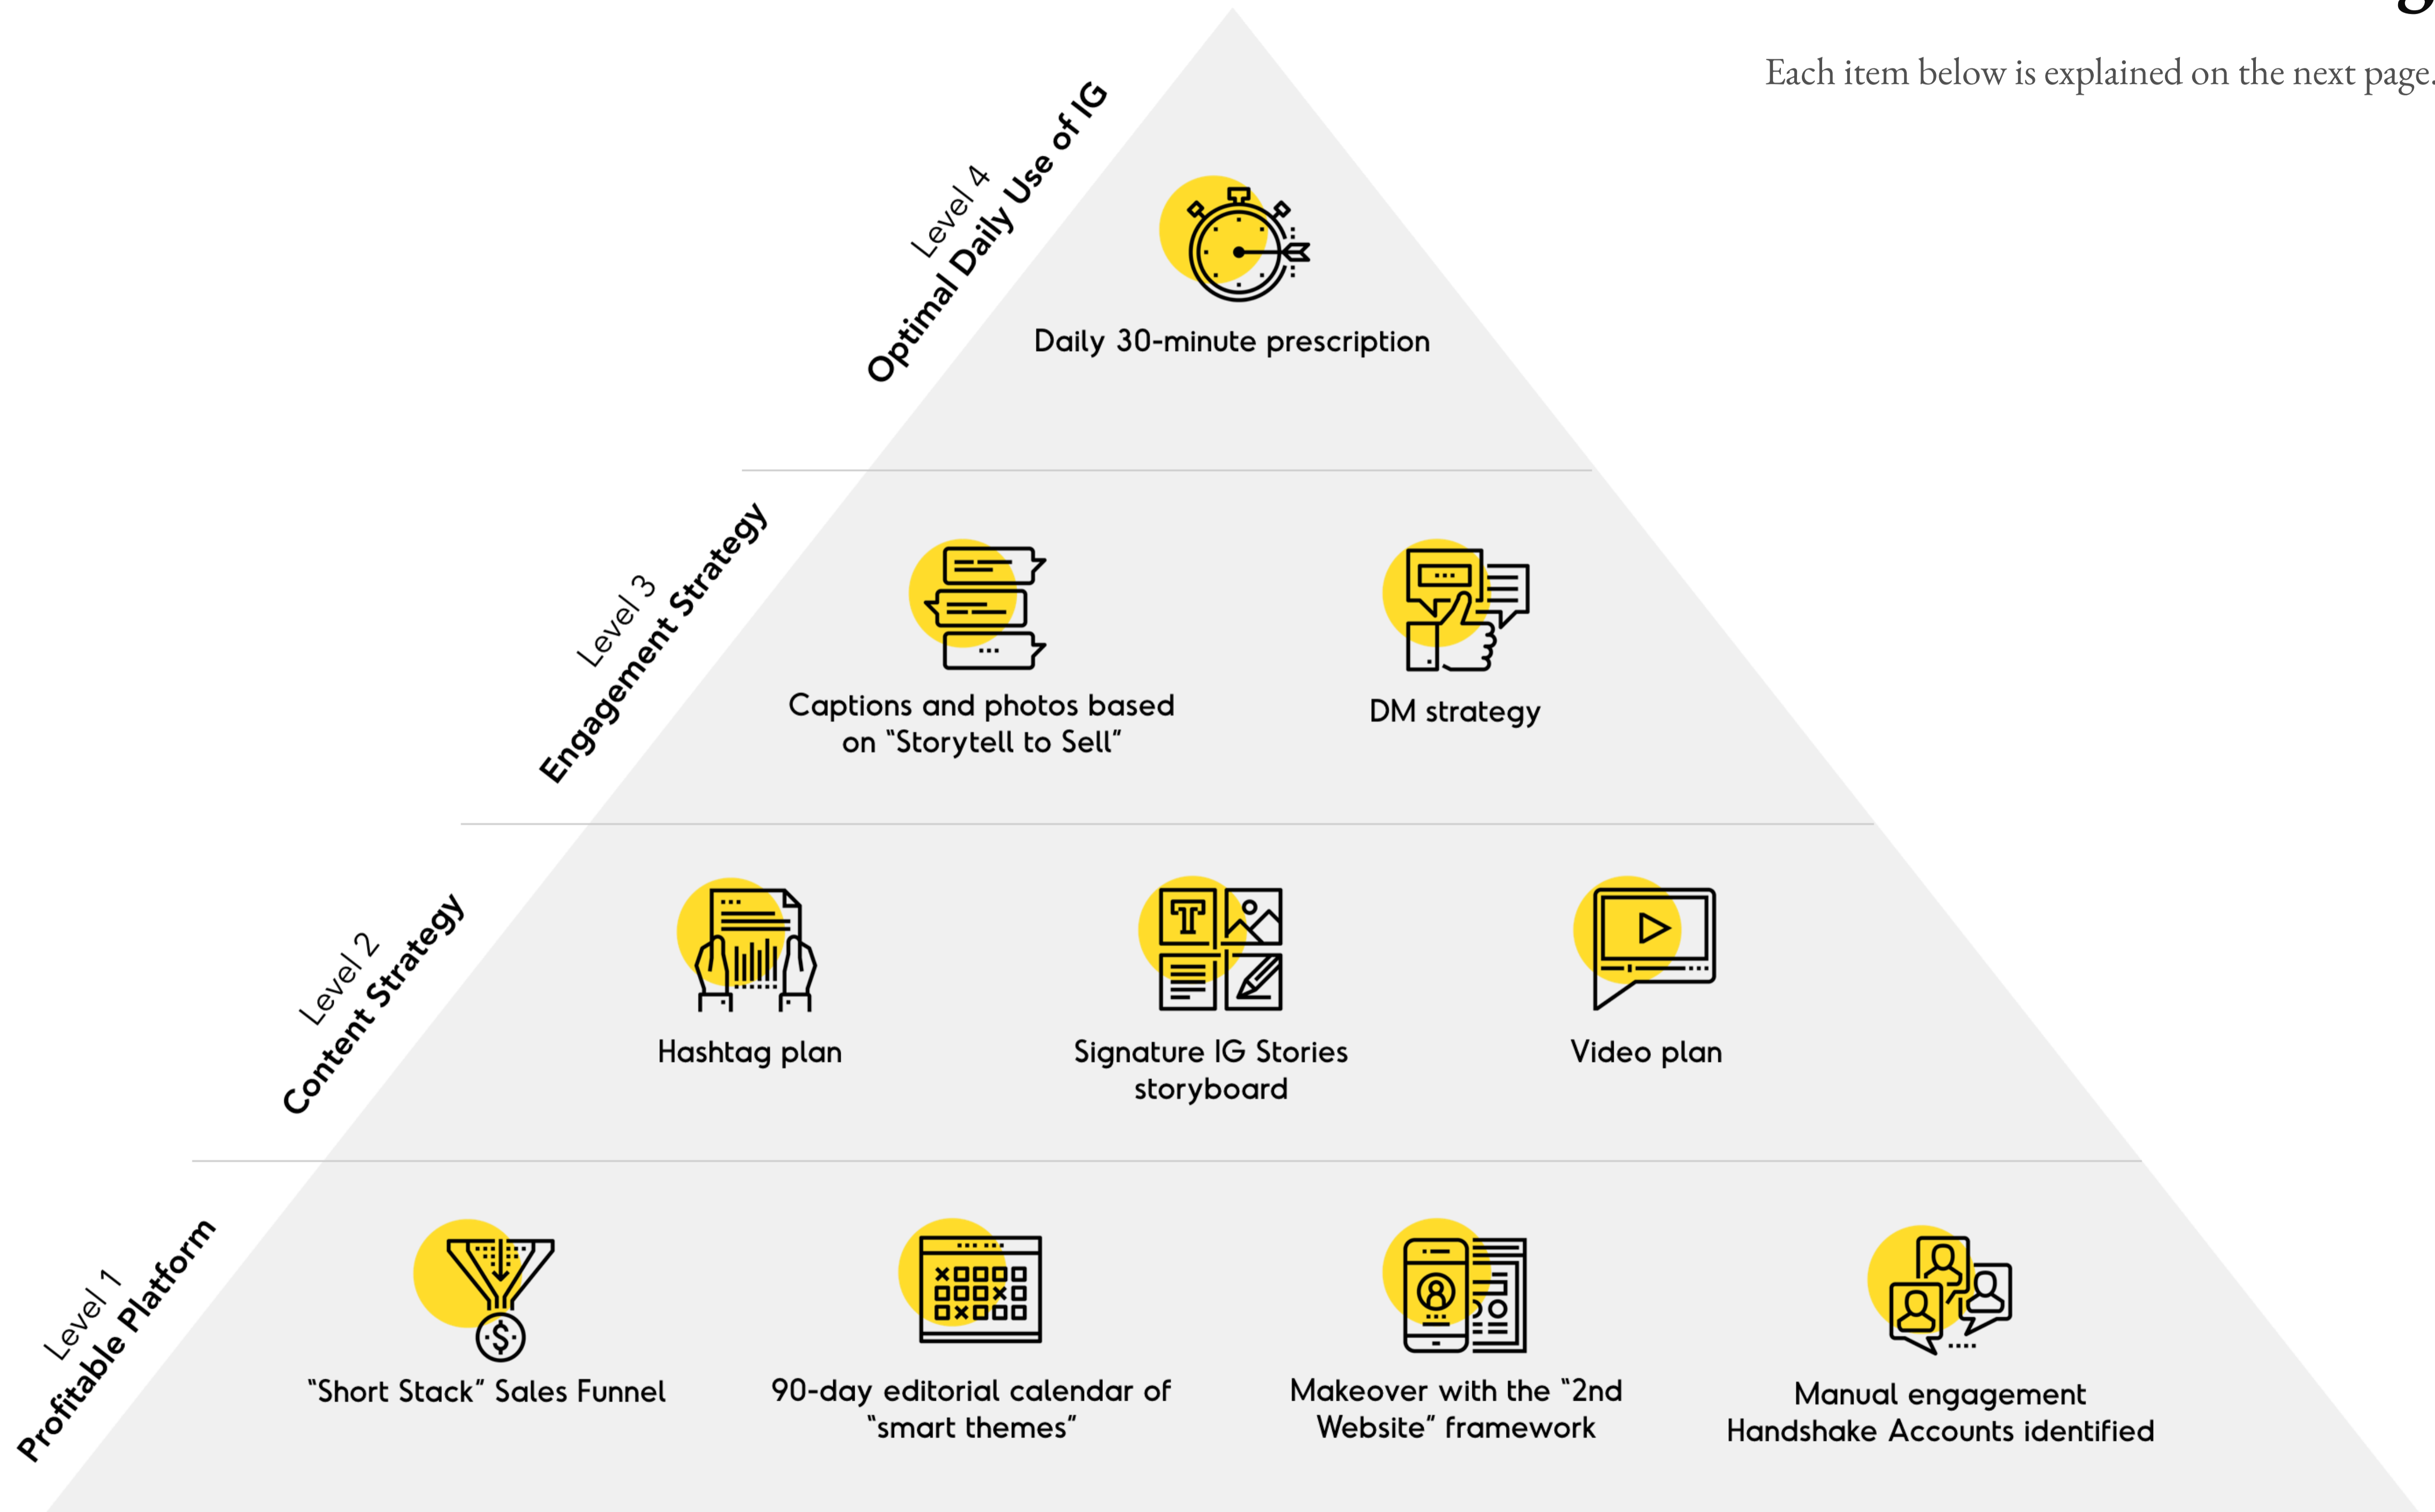 Each item below is explained on the next page.
Level 4
Optimal Daily Use of IG
Daily 30-minute prescription
Level 3
Engagement Strategy
Captions and photos based
on “Storytell to Sell”
DM strategy
Level 2
Content Strategy
Hashtag plan
Signature IG Stories
storyboard
Video plan
Level 1
Profitable Platform
“Short Stack” Sales Funnel
90-day editorial calendar of
“smart themes”
Makeover with the “2nd
Website” framework
Manual engagement
Handshake Accounts identified